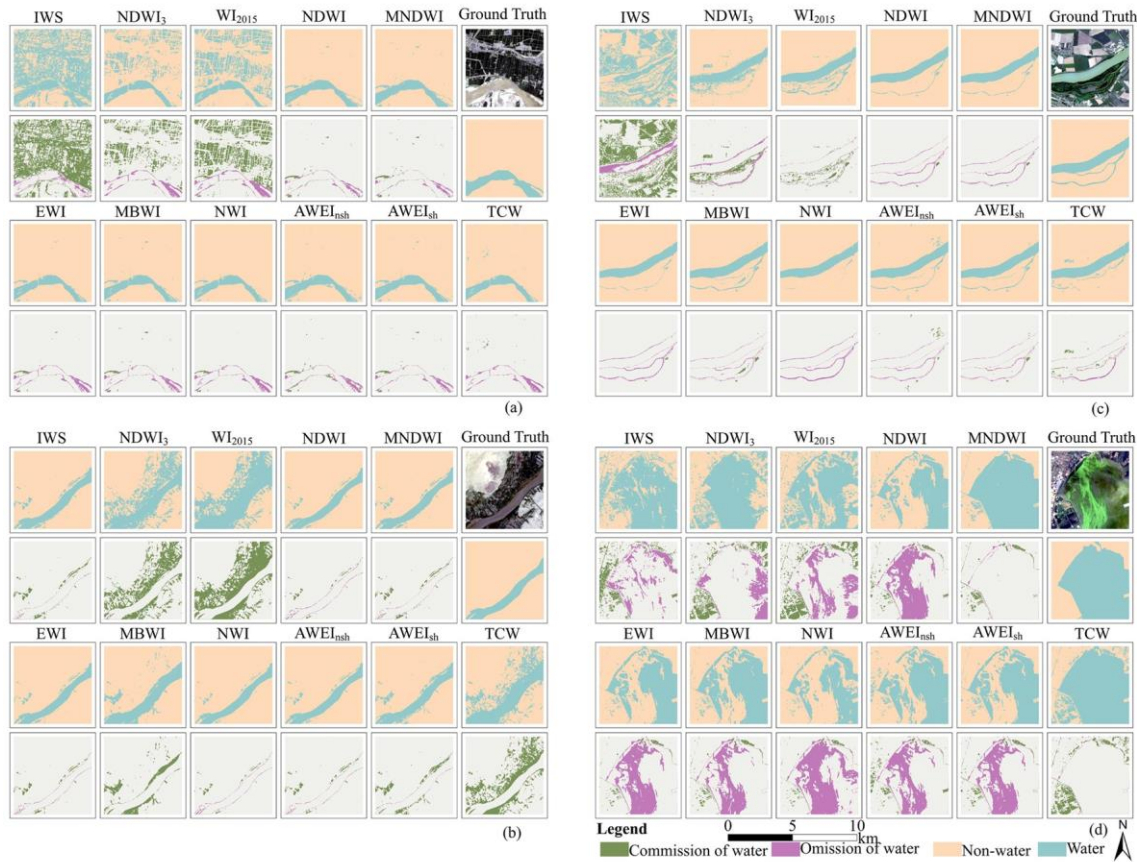 IWS NDWI₃ WI₂₀₁₅ NDWI MNDWI Ground Truth
EWI MBWI NWI AWEIₙₛₕ AWEIₛₕ TCW
(a)
IWS NDWI₃ WI₂₀₁₅ NDWI MNDWI Ground Truth
EWI MBWI NWI AWEIₙₛₕ AWEIₛₕ TCW
(c)
IWS NDWI₃ WI₂₀₁₅ NDWI MNDWI Ground Truth
EWI MBWI NWI AWEIₙₛₕ AWEIₛₕ TCW
(b)
IWS NDWI₃ WI₂₀₁₅ NDWI MNDWI Ground Truth
EWI MBWI NWI AWEIₙₛₕ AWEIₛₕ TCW
(d)
Legend 0 5 10 N
km
Commission of water Omission of water Non-water Water